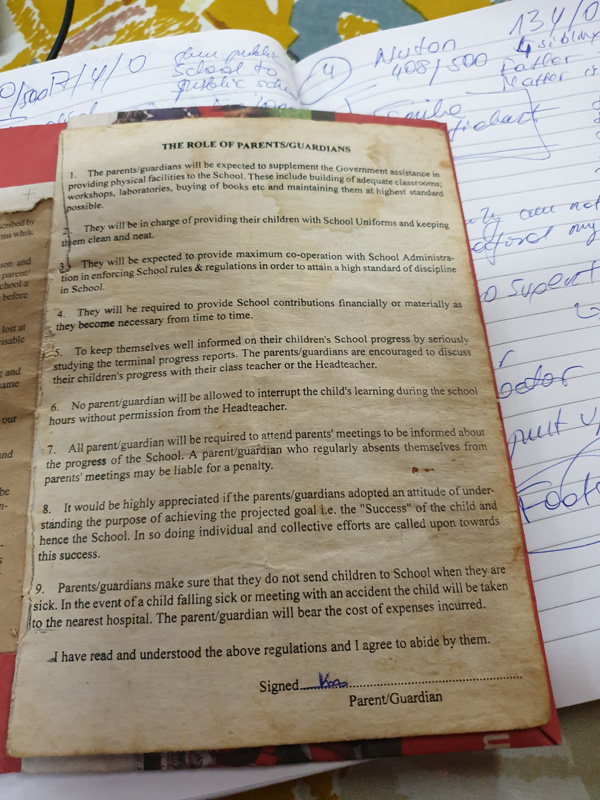 our public
school to
public
4
Nuton
408/500
THE ROLE OF PARENTS/GUARDIANS
1. The parents/guardians will be expected to supplement the Government assistance in
providing physical facilities to the School. These include building of adequate classrooms,
workshops, laboratories, buying of books etc and maintaining them at highest standard
possible.
2. They will be in charge of providing their children with School Uniforms and keeping
them clean and neat.
3. They will be expected to provide maximum co-operation with School Administra-
tion in enforcing School rules & regulations in order to attain a high standard of discipline
in School.
4. They will be required to provide School contributions financially or materially as
they become necessary from time to time.
5. To keep themselves well informed on their children's School progress by seriously
studying the terminal progress reports. The parents/guardians are encouraged to discuss
their children's progress with their class teacher or the Headteacher.
6. No parent/guardian will be allowed to interrupt the child's learning during the school
hours without permission from the Headteacher.
7. All parent/guardian will be required to attend parents' meetings to be informed about
the progress of the School. A parent/guardian who regularly absents themselves from
parents' meetings may be liable for a penalty.
8. It would be highly appreciated if the parents/guardians adopted an attitude of under-
standing the purpose of achieving the projected goal i.e. the "Success" of the child and
hence the School. In so doing individual and collective efforts are called upon towards
this success.
9. Parents/guardians make sure that they do not send children to School when they are
sick. In the event of a child falling sick or meeting with an accident the child will be taken
to the nearest hospital. The parent/guardian will bear the cost of expenses incurred.
I have read and understood the above regulations and I agree to abide by them.
Signed
Parent/Guardian